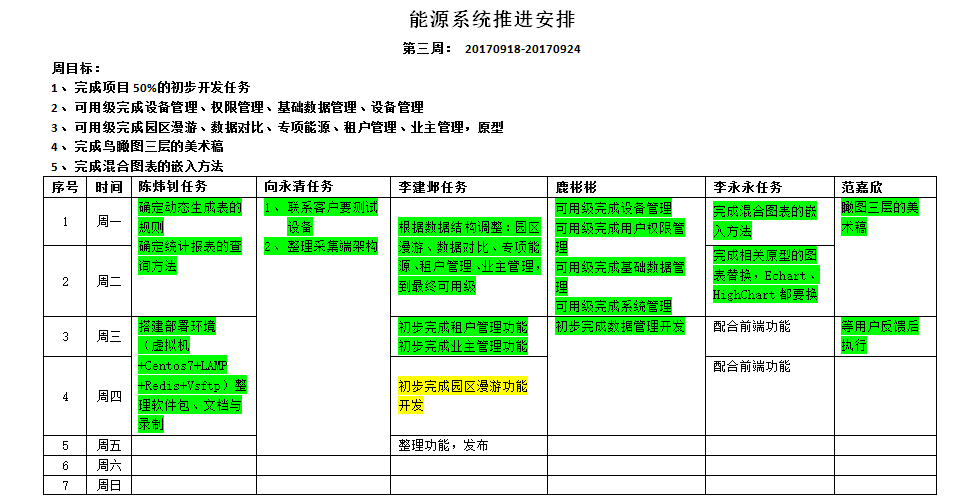 能源系统推进安排
第三周： 20170918-20170924
周目标：
1、完成项目50%的初步开发任务
2、可用级完成设备管理、权限管理、基础数据管理、设备管理
3、可用级完成园区漫游、数据对比、专项能源、租户管理、业主管理，原型
4、完成鸟瞰图三层的美术稿
5、完成混合图表的嵌入方法
序号 时间 陈炜钊任务 向永清任务 李建邺任务 鹿彬彬 李永永任务 范嘉欣
1 周一
确定动态生成表的
规则
确定统计报表的查
询方法
1、联系客户要测试
设备
2、整理采集端架构
根据数据结构调整：园区
漫游、数据对比、专项能
源、租户管理、业主管理，
到最终可用级
可用级完成设备管理
可用级完成用户权限管
理
可用级完成基础数据管
理
可用级完成系统管理
完成混合图表的嵌
入方法
瞰图三层的美
术稿
2 周二
完成相关原型的图
表替换，Echart、
HighChart 都要换
3 周三
搭建部署环境
（虚拟机
+Centos7+LAMP
+Redis+Vsftp）整
理软件包、文档与
录制
初步完成租户管理功能
初步完成业主管理功能
初步完成数据管理开发
配合前端功能
等用户反馈后
执行
4 周四
初步完成园区漫游功能
开发
配合前端功能
5 周五
整理功能，发布
6 周六
7 周日